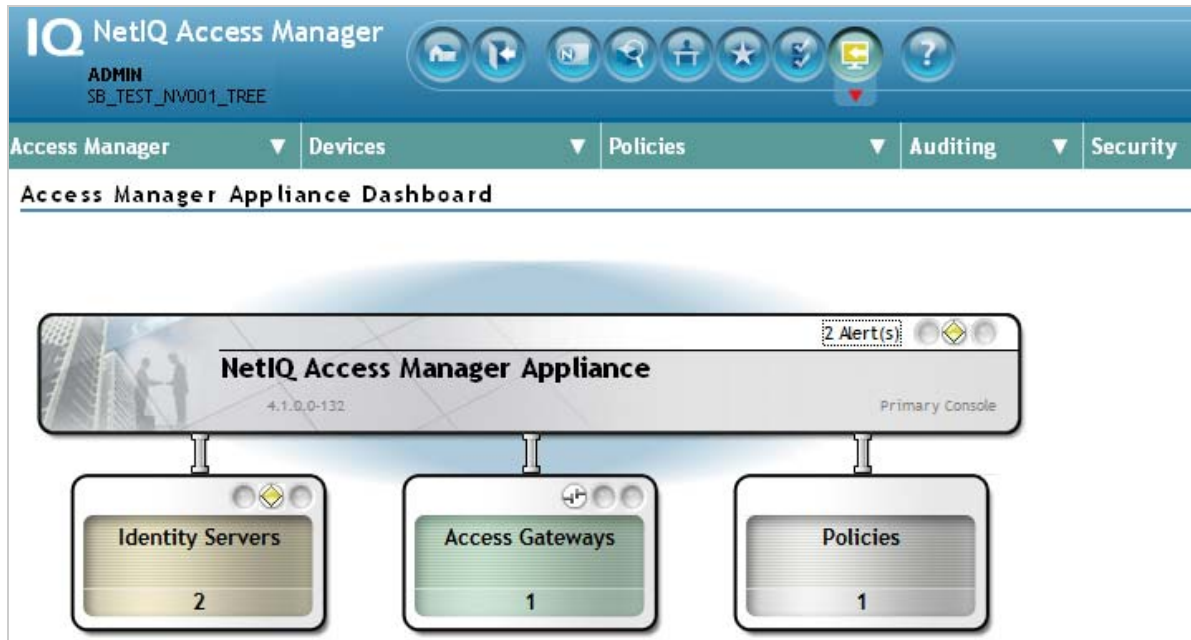 IQ NetIQ Access Manager
ADMIN
SB_TEST_NV001_TREE
N
?
Access Manager ▼ Devices ▼ Policies ▼ Auditing ▼ Security
Access Manager Appliance Dashboard
2 Alert(s)
NetIQ Access Manager Appliance
4.1.0.0-132
Primary Console
Identity Servers
2
Access Gateways
1
Policies
1